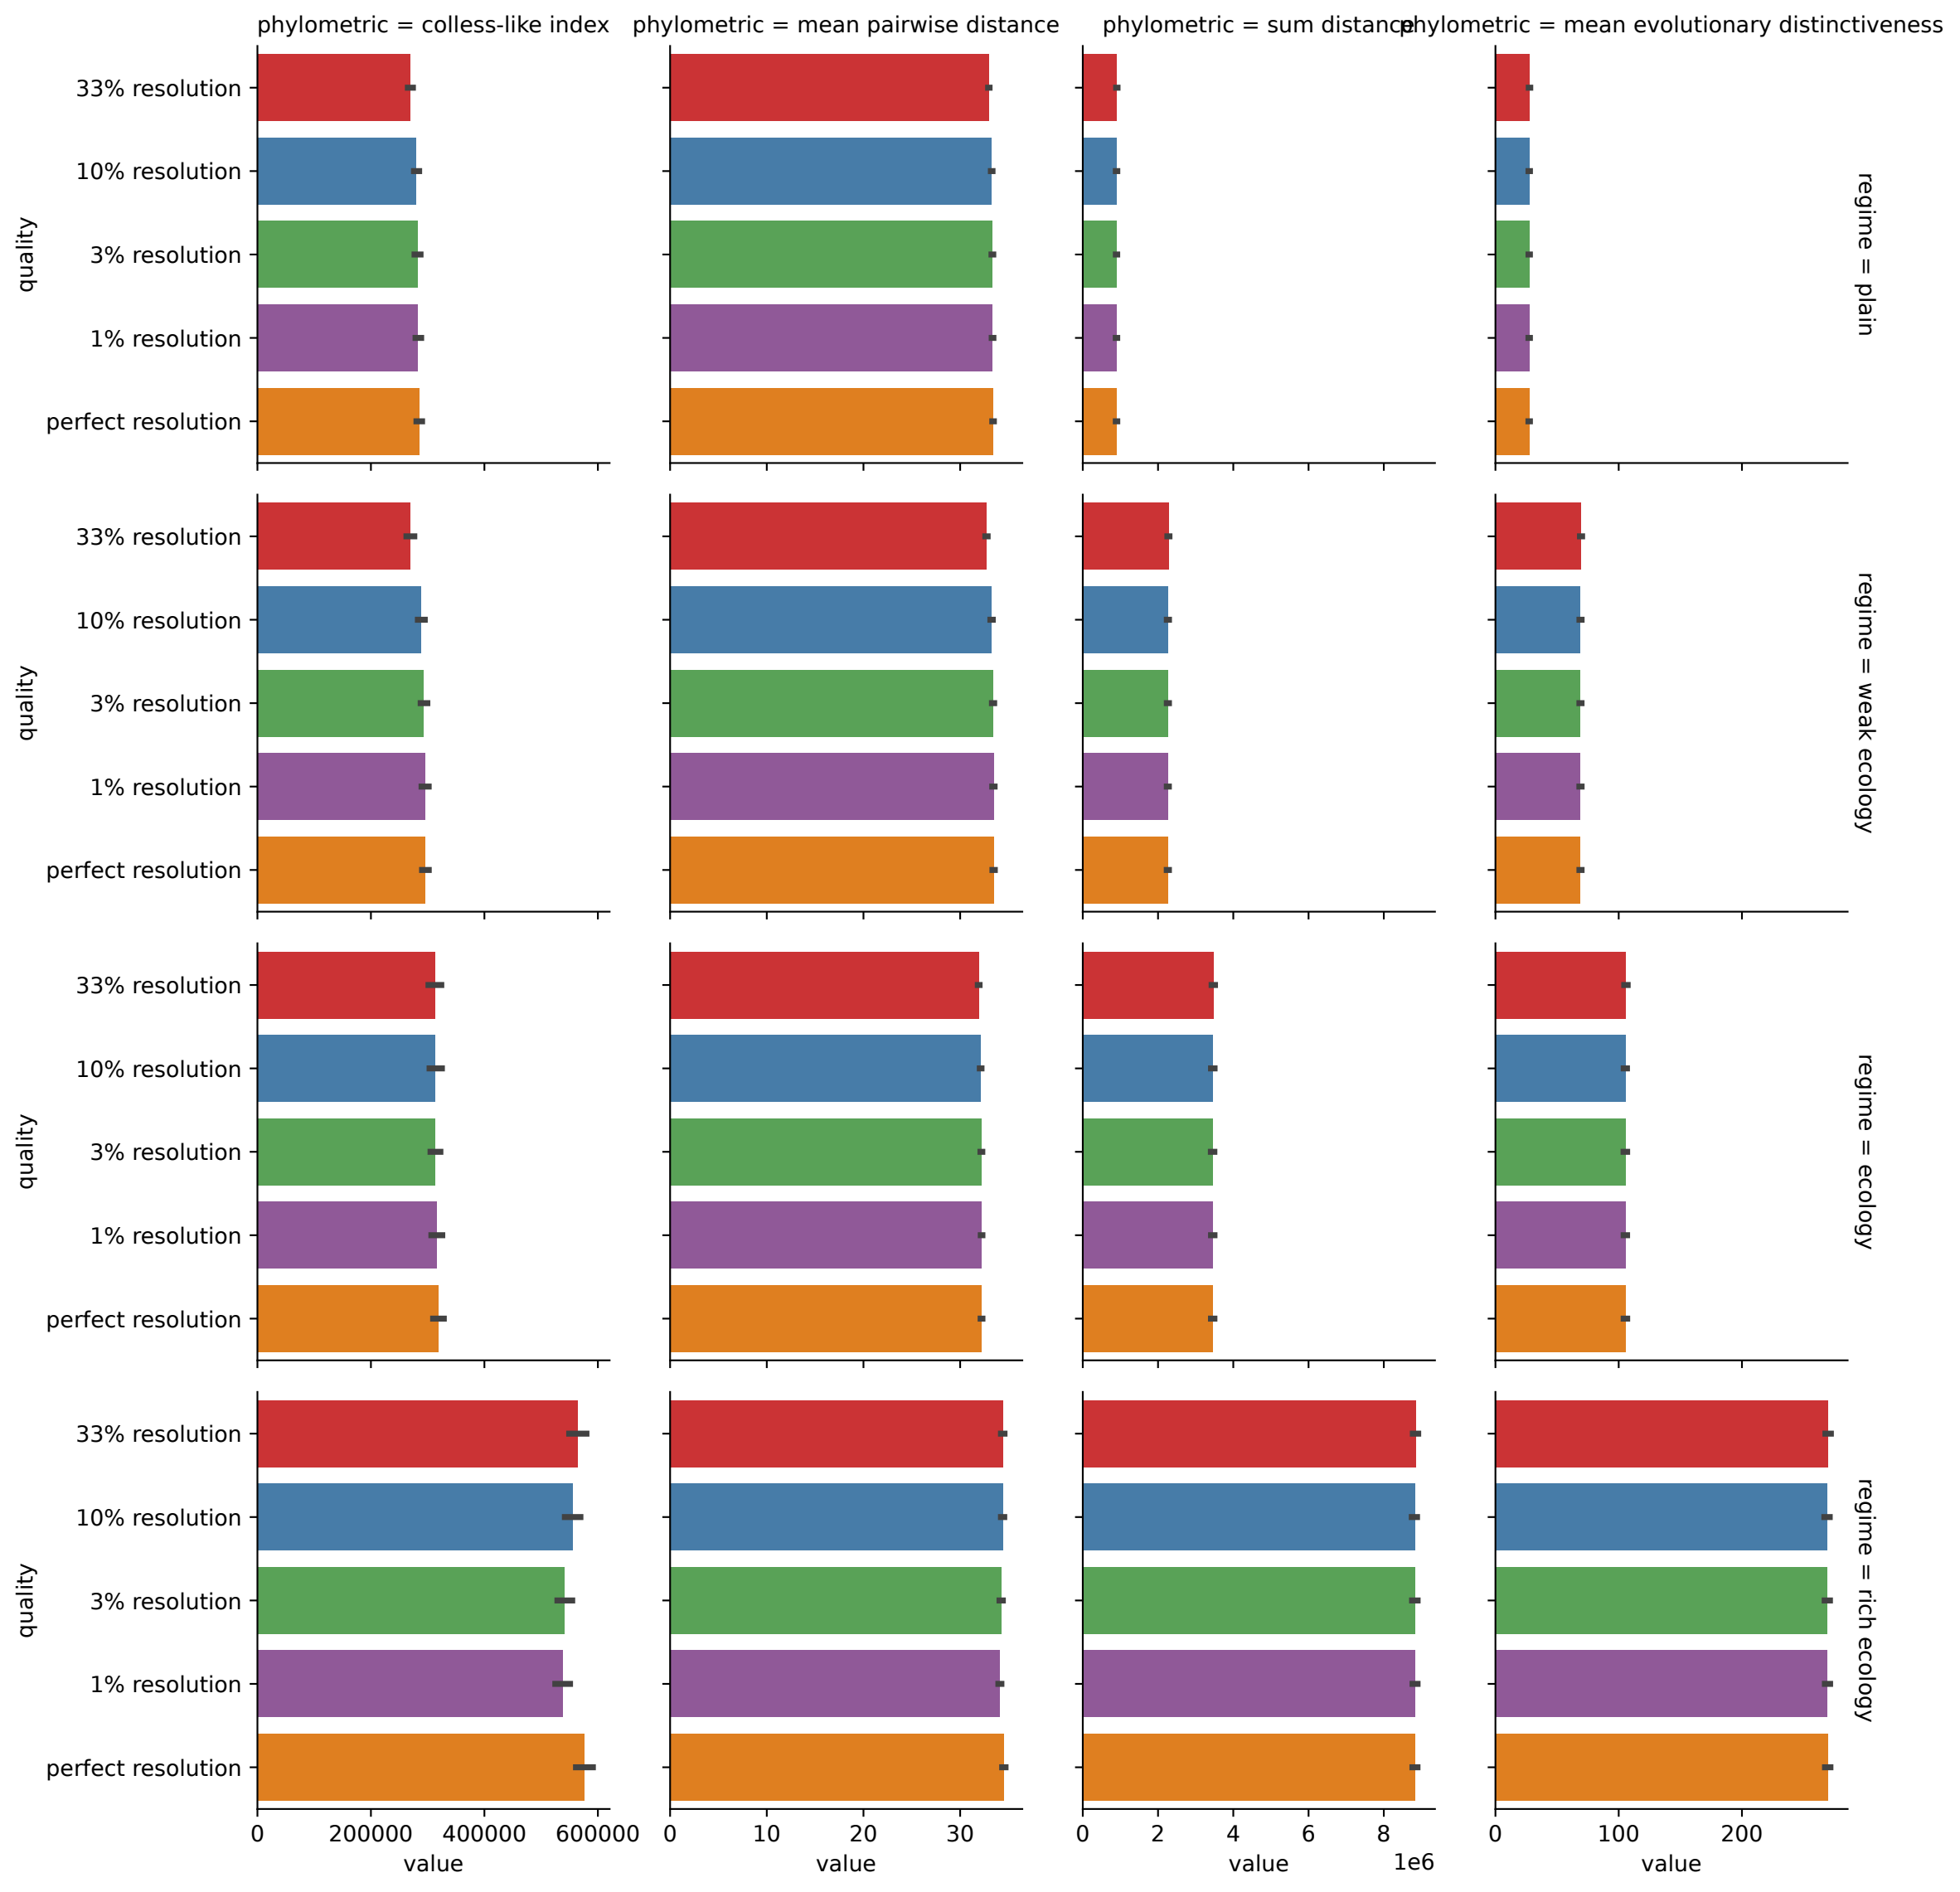 phylometric = colless-like index
phylometric = mean pairwise distance
phylometric = sum distance
phylometric = mean evolutionary distinctiveness
quality
33% resolution
10% resolution
3% resolution
1% resolution
perfect resolution
regime = plain
quality
33% resolution
10% resolution
3% resolution
1% resolution
perfect resolution
regime = weak ecology
quality
33% resolution
10% resolution
3% resolution
1% resolution
perfect resolution
regime = ecology
quality
33% resolution
10% resolution
3% resolution
1% resolution
perfect resolution
regime = rich ecology
0 200000 400000 600000
value
0 10 20 30
value
0 2 4 6 8
1e6
value
0 100 200
value